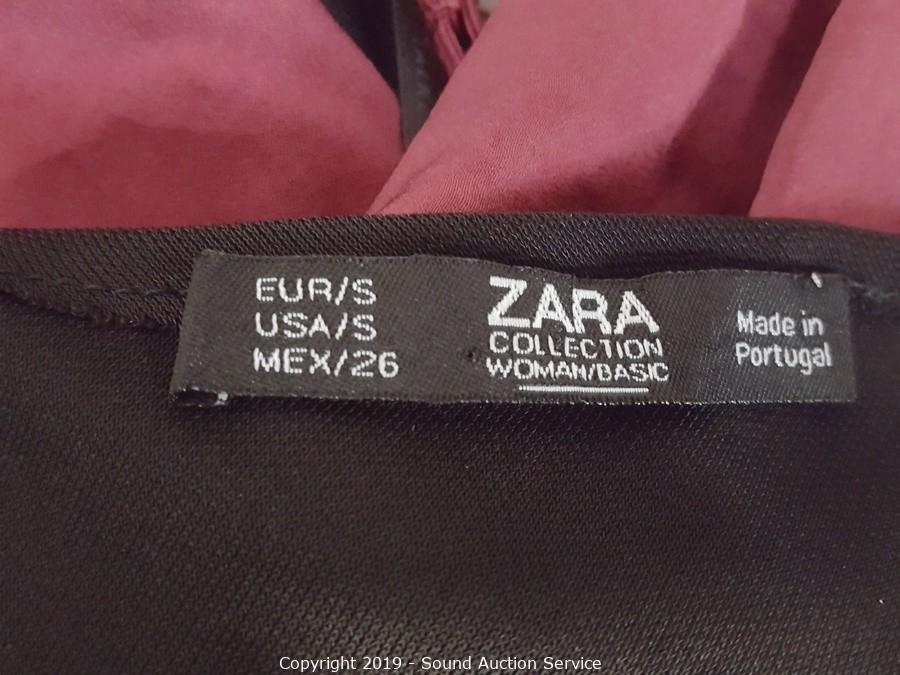 EUR/S
USA/S
MEX/26
ZARA
COLLECTION
WOMAN/BASIC
Made in
Portugal
Copyright 2019 - Sound Auction Service